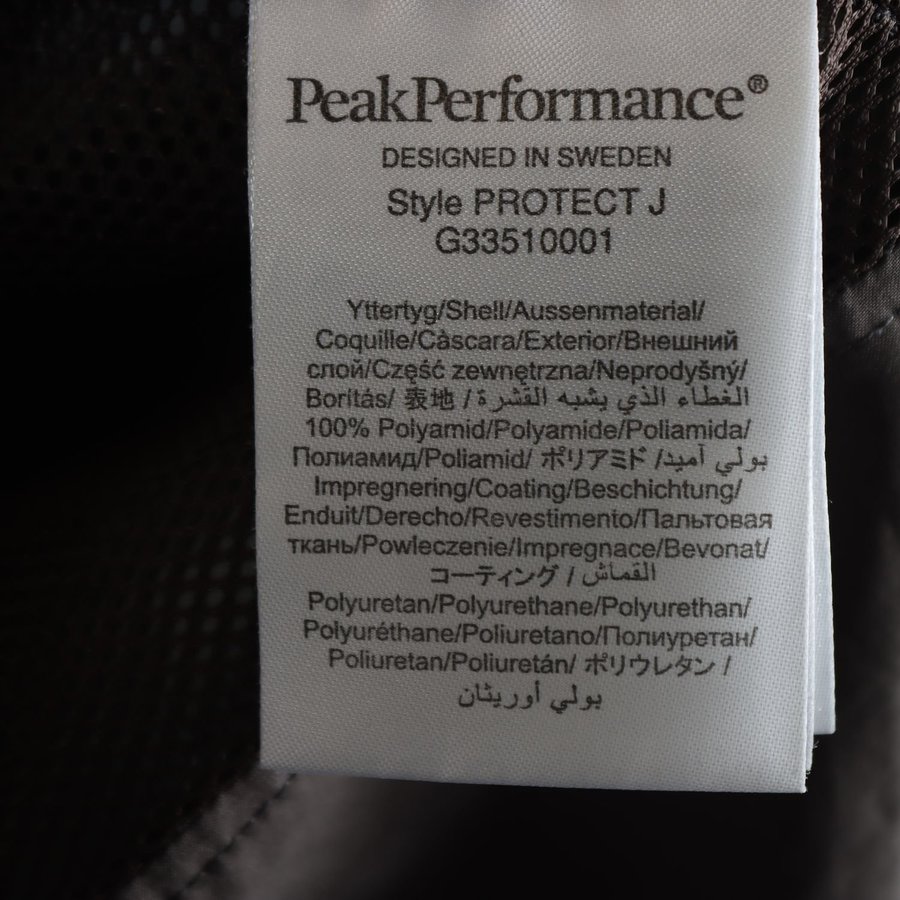 PeakPerformance®
DESIGNED IN SWEDEN
Style PROTECT J
G33510001
Yttertyg/Shell/Aussenmaterial/
Coquille/Càscara/Exterior/Внешний
слой/Część zewnętrzna/Neprodyšný/
Borítás/ 表地 / الغطاء الذي يشبه القشرة
100% Polyamid/Polyamide/Poliamida/
Полиамид/Poliamid/ ポリアミド /بولي آميد
Impregnering/Coating/Beschichtung/
Enduit/Derecho/Revestimento/Пальтовая
ткань/Powleczenie/Impregnace/Bevonat/
コーティング / القماش
Polyuretan/Polyurethane/Polyurethan/
Polyuréthane/Poliuretano/Полиуретан/
Poliuretan/Poliuretán/ ポリウレタン /
بولي أوريثان